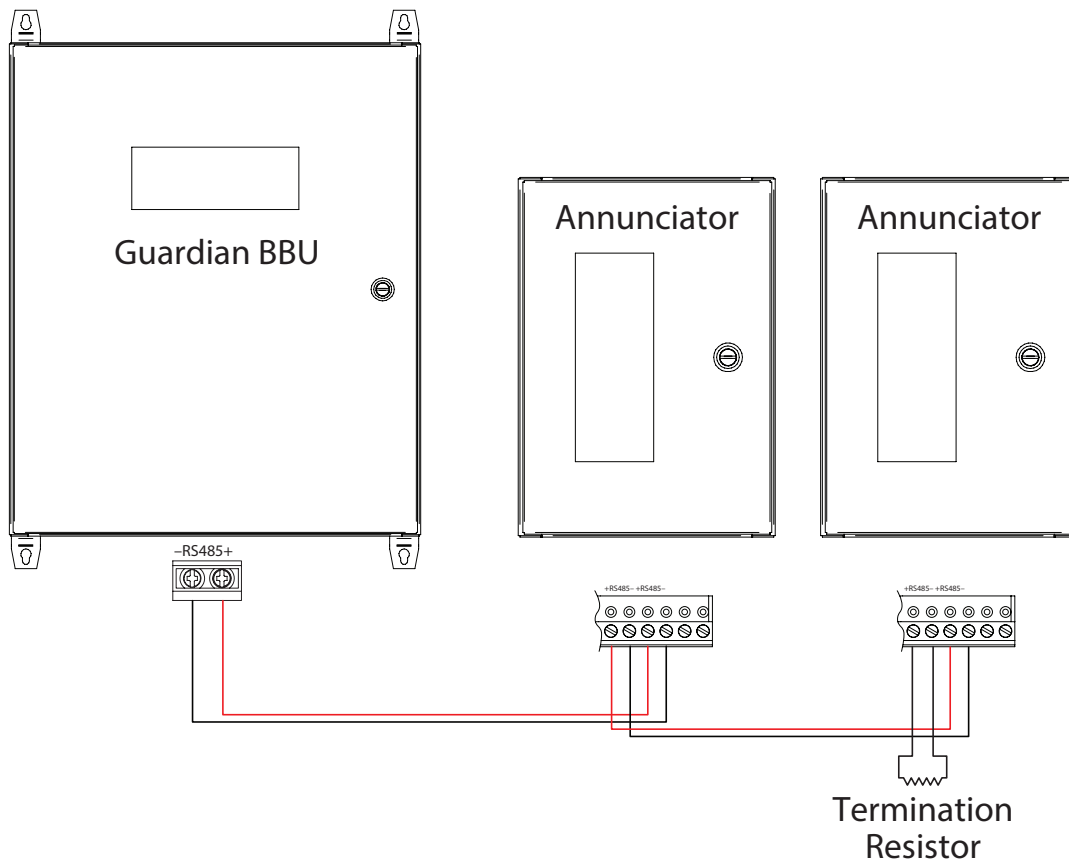 Guardian BBU
Annunciator
Annunciator
–RS485+
+RS485– +RS485–
+RS485– +RS485–
Termination
Resistor